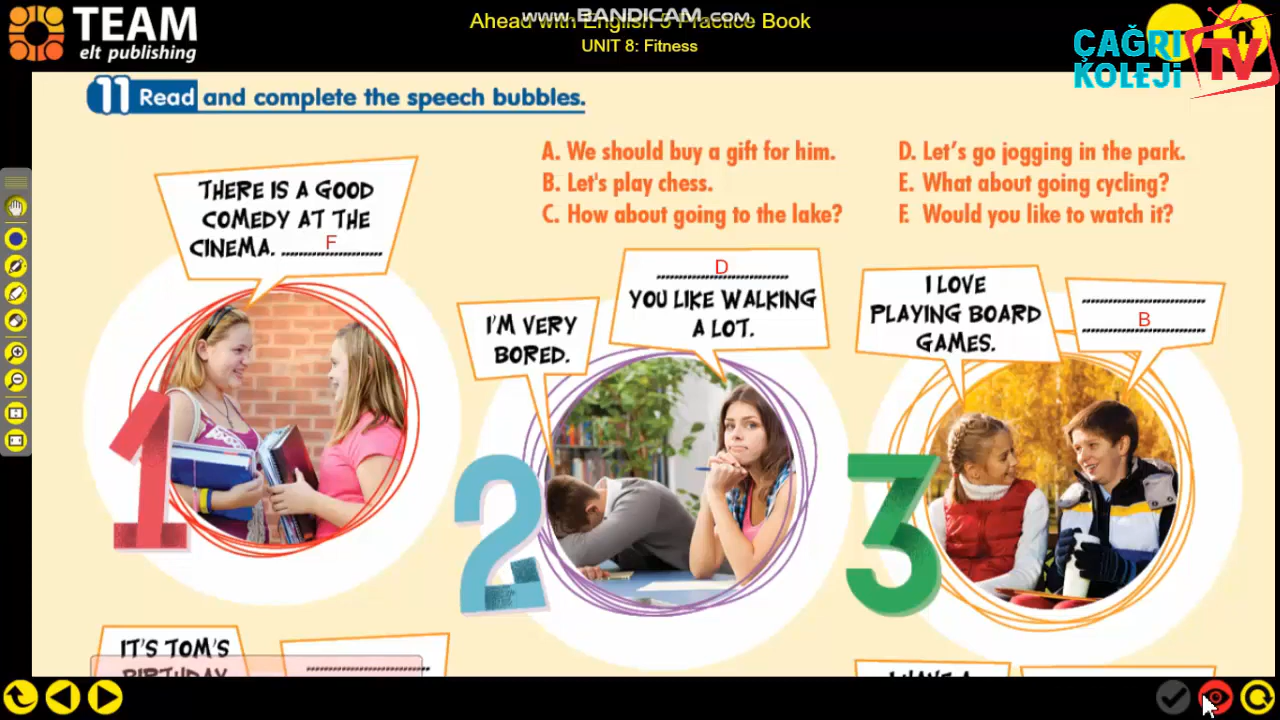 TEAM
elt publishing
Ahead with English 5 Practice Book
www.BANDICAM.com
UNIT 8: Fitness
ÇAĞRI
KOLEJİ
TV
11 Read and complete the speech bubbles.
A. We should buy a gift for him.
B. Let's play chess.
C. How about going to the lake?
D. Let’s go jogging in the park.
E. What about going cycling?
F. Would you like to watch it?
THERE IS A GOOD
COMEDY AT THE
CINEMA. F
1
I'M VERY
BORED.
D
YOU LIKE WALKING
A LOT.
2
I LOVE
PLAYING BOARD
GAMES.
B
3
IT'S TOM'S
BIRTHDAY